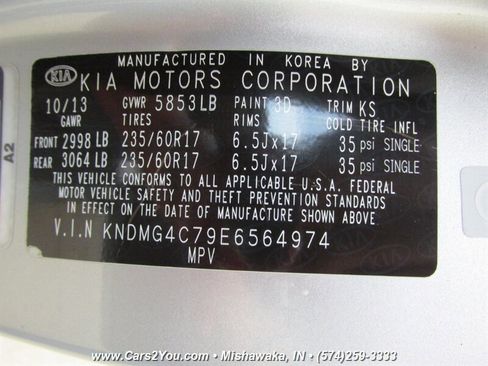 MANUFACTURED IN KOREA BY
KIA KIA MOTORS CORPORATION
10/13 GVWR 5853LB PAINT 3D TRIM KS
GAWR TIRES RIMS COLD TIRE INFL
FRONT 2998 LB 235/60R17 6.5Jx17 35 psi SINGLE
REAR 3064 LB 235/60R17 6.5Jx17 35 psi SINGLE
THIS VEHICLE CONFORMS TO ALL APPLICABLE U.S.A. FEDERAL
MOTOR VEHICLE SAFETY AND THEFT PREVENTION STANDARDS
IN EFFECT ON THE DATE OF MANUFACTURE SHOWN ABOVE.
V.I.N KNDMG4C79E6564974
MPV
A2
www.Cars2You.com - Mishawaka, IN - (574)259-3333